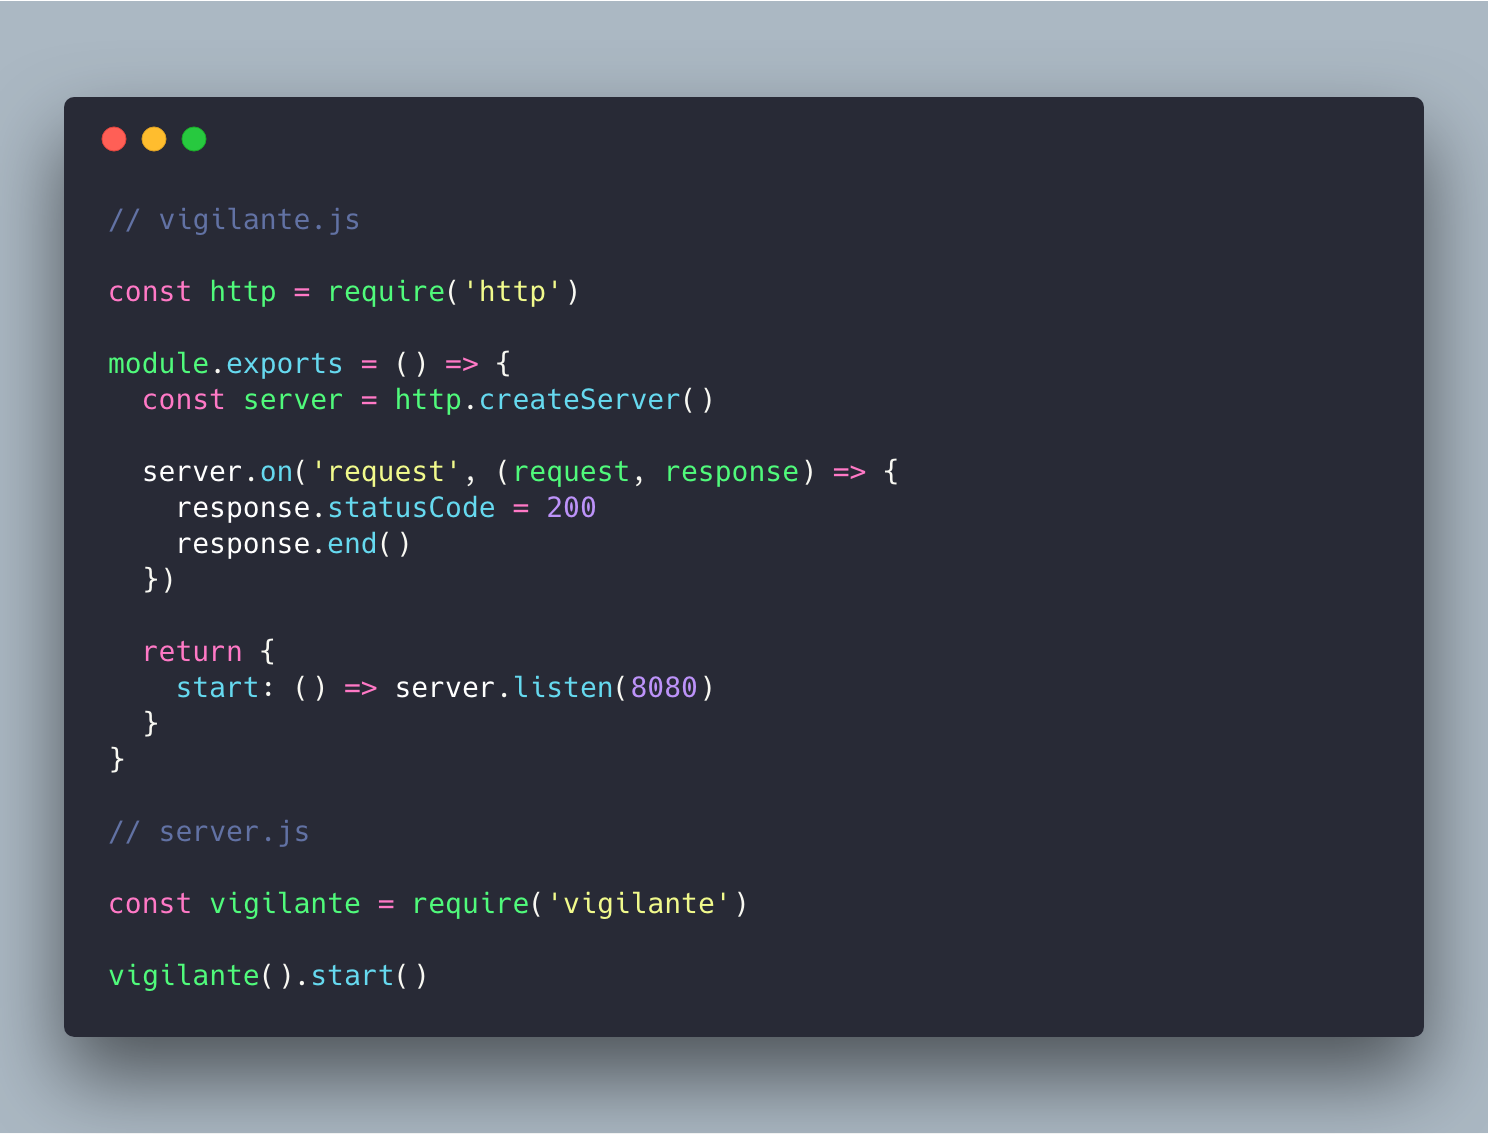 // vigilante.js
const http = require('http')
module.exports = () => {
  const server = http.createServer()
  server.on('request', (request, response) => {
    response.statusCode = 200
    response.end()
  })
  return {
    start: () => server.listen(8080)
  }
}
// server.js
const vigilante = require('vigilante')
vigilante().start()